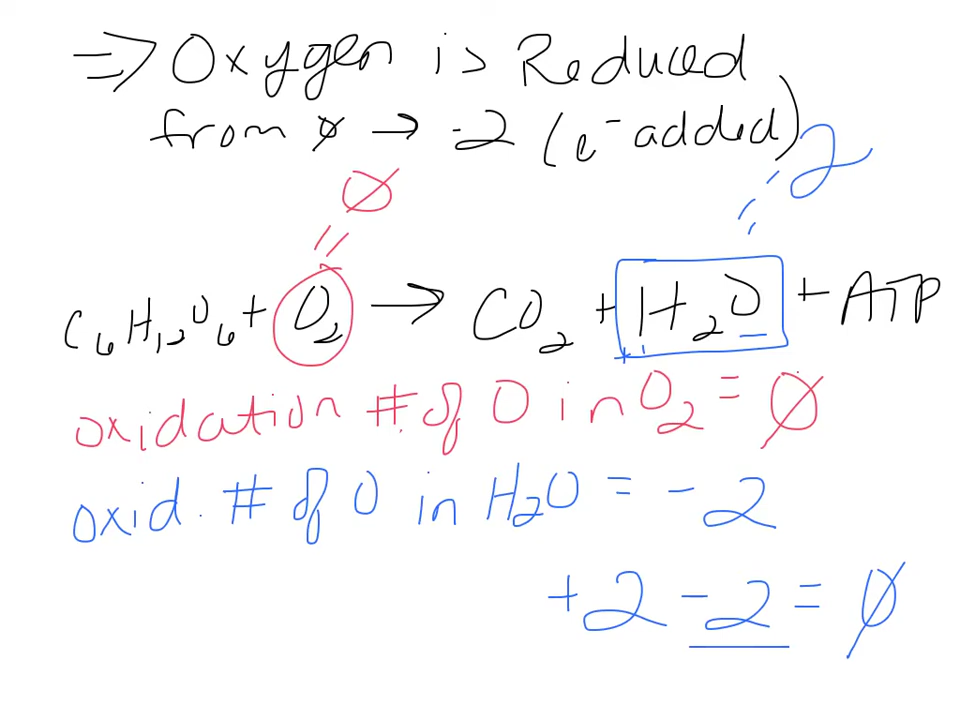 ⇒ Oxygen is Reduced
from ∅ → -2 (e⁻ added)
∅
2
C₆H₁₂O₆ + O₂ → CO₂ + H₂O + ATP
oxidation # of O in O₂ = ∅
oxid. # of O in H₂O = -2
+2 -2 = ∅